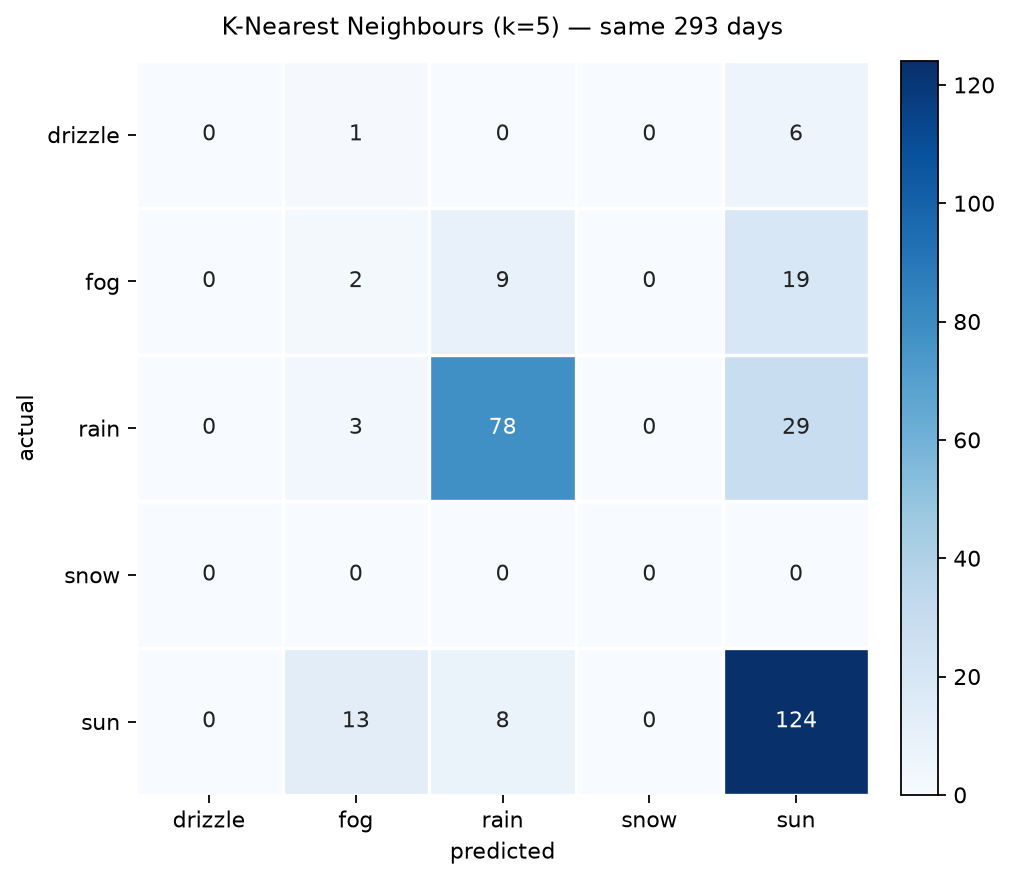 K-Nearest Neighbours (k=5) — same 293 days
drizzle 0 1 0 0 6
fog 0 2 9 0 19
rain 0 3 78 0 29
snow 0 0 0 0 0
sun 0 13 8 0 124
drizzle fog rain snow sun
predicted
actual
120
100
80
60
40
20
0